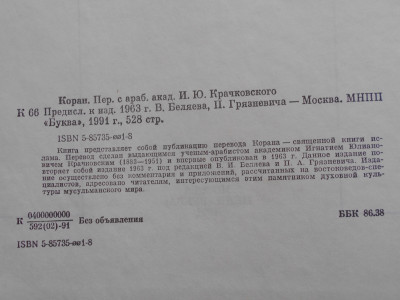 Коран. Пер. с араб. акад. И. Ю. Крачковского
К 66 Предисл. к изд. 1963 г. В. Беляева, П. Грязневича — Москва. МНПП
«Буква», 1991 г., 528 стр.
ISBN 5-85735-001-8
Книга представляет собой публикацию перевода Корана — священной книги ис-
лама. Перевод сделан выдающимся ученым-арабистом академиком Игнатием Юлиано-
вичем Крачковским (1883—1951) и впервые опубликован в 1963 г. Данное издание по-
вторяет собой издание 1963 г. под редакцией В. И. Беляева и П. А. Грязневича. Изда-
ние осуществлено без комментария и приложений, рассчитанных на востоковедов-спе-
циалистов, адресовано читателям, интересующимся этим памятником духовной куль-
туры мусульманского мира.
К 0400000000
592(02)-91 Без объявления
ББК 86.38
ISBN 5-85735-001-8